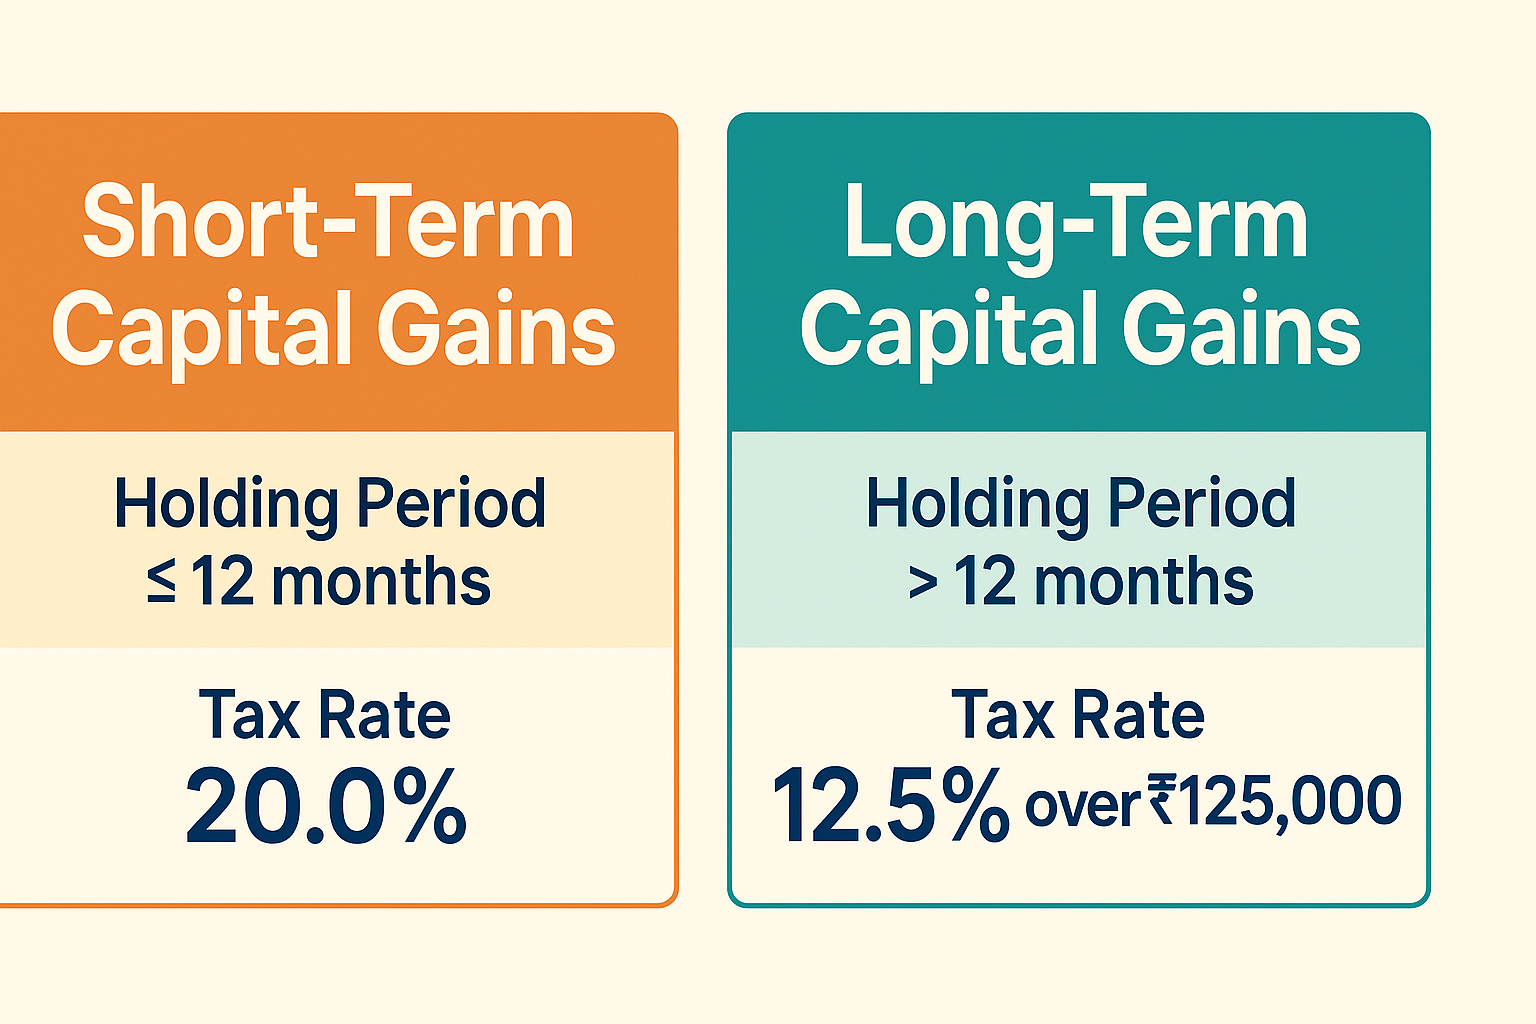 Short-Term
Capital Gains
Holding Period
≤ 12 months
Tax Rate
20.0%
Long-Term
Capital Gains
Holding Period
> 12 months
Tax Rate
12.5% over ₹125,000